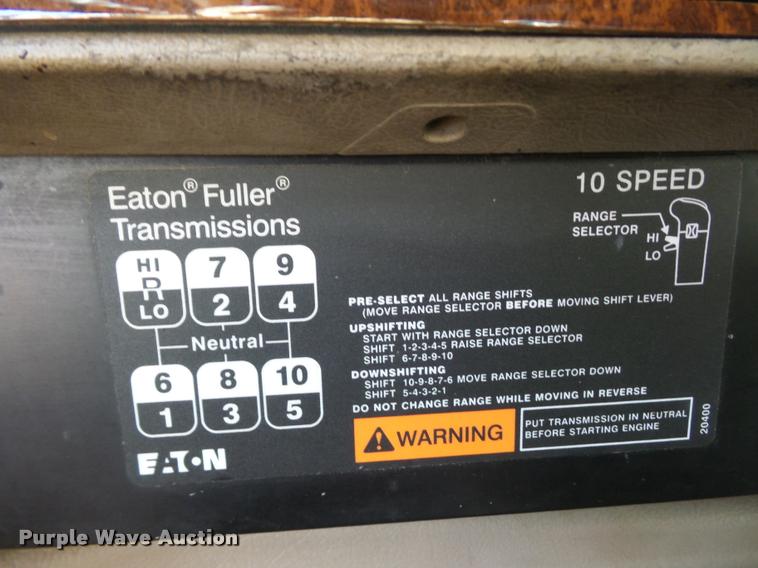 Eaton® Fuller®
Transmissions
10 SPEED
RANGE
SELECTOR
HI
LO
HI
R
LO
7
2
9
4
Neutral
6
1
8
3
10
5
EATON
PRE-SELECT ALL RANGE SHIFTS
(MOVE RANGE SELECTOR BEFORE MOVING SHIFT LEVER)
UPSHIFTING
START WITH RANGE SELECTOR DOWN
SHIFT 1-2-3-4-5 RAISE RANGE SELECTOR
SHIFT 6-7-8-9-10
DOWNSHIFTING
SHIFT 10-9-8-7-6 MOVE RANGE SELECTOR DOWN
SHIFT 5-4-3-2-1
DO NOT CHANGE RANGE WHILE MOVING IN REVERSE
WARNING
PUT TRANSMISSION IN NEUTRAL
BEFORE STARTING ENGINE
20400
Purple Wave Auction